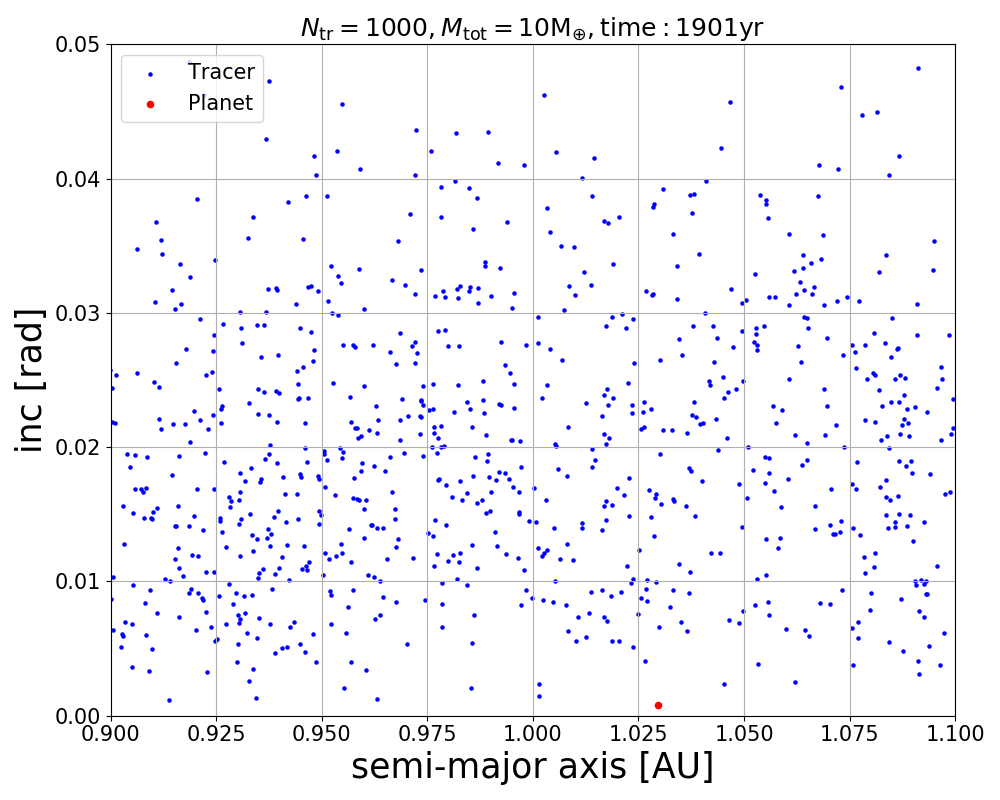 N_tr = 1000, M_tot = 10M_⊕, time : 1901yr
0.05
Tracer
Planet
0.04
0.03
inc [rad]
0.02
0.01
0.00
0.900 0.925 0.950 0.975 1.000 1.025 1.050 1.075 1.100
semi-major axis [AU]